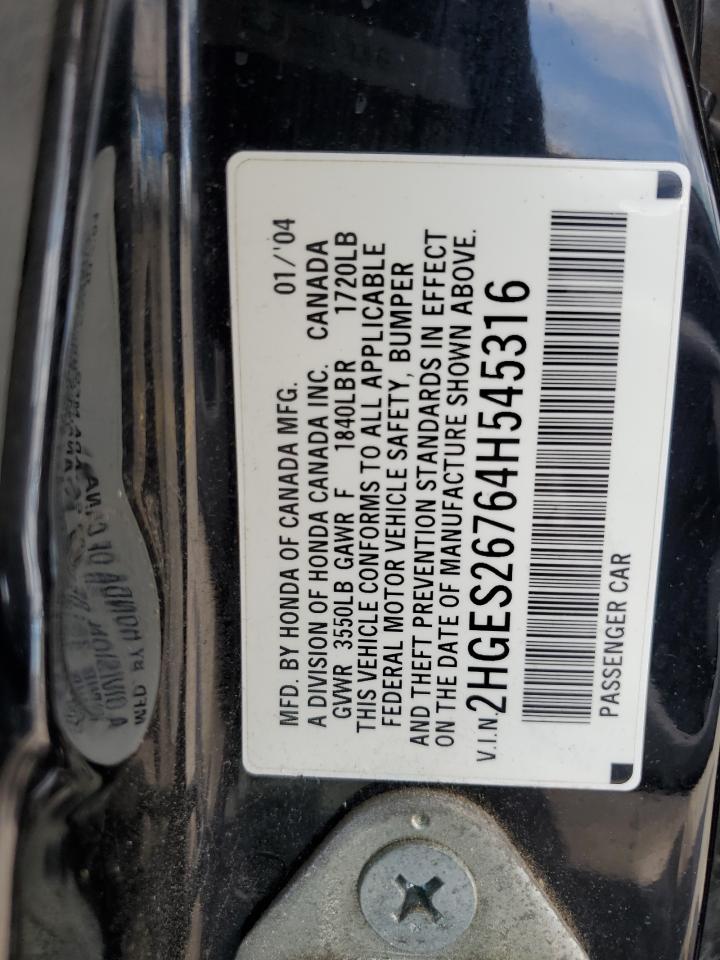 MFD. BY HONDA OF CANADA MFG. 01/'04
A DIVISION OF HONDA CANADA INC. CANADA
GVWR 3550LB GAWR F 1840LBR 1720LB
THIS VEHICLE CONFORMS TO ALL APPLICABLE
FEDERAL MOTOR VEHICLE SAFETY, BUMPER
AND THEFT PREVENTION STANDARDS IN EFFECT
ON THE DATE OF MANUFACTURE SHOWN ABOVE.
V.I.N. 2HGES26764H545316
PASSENGER CAR